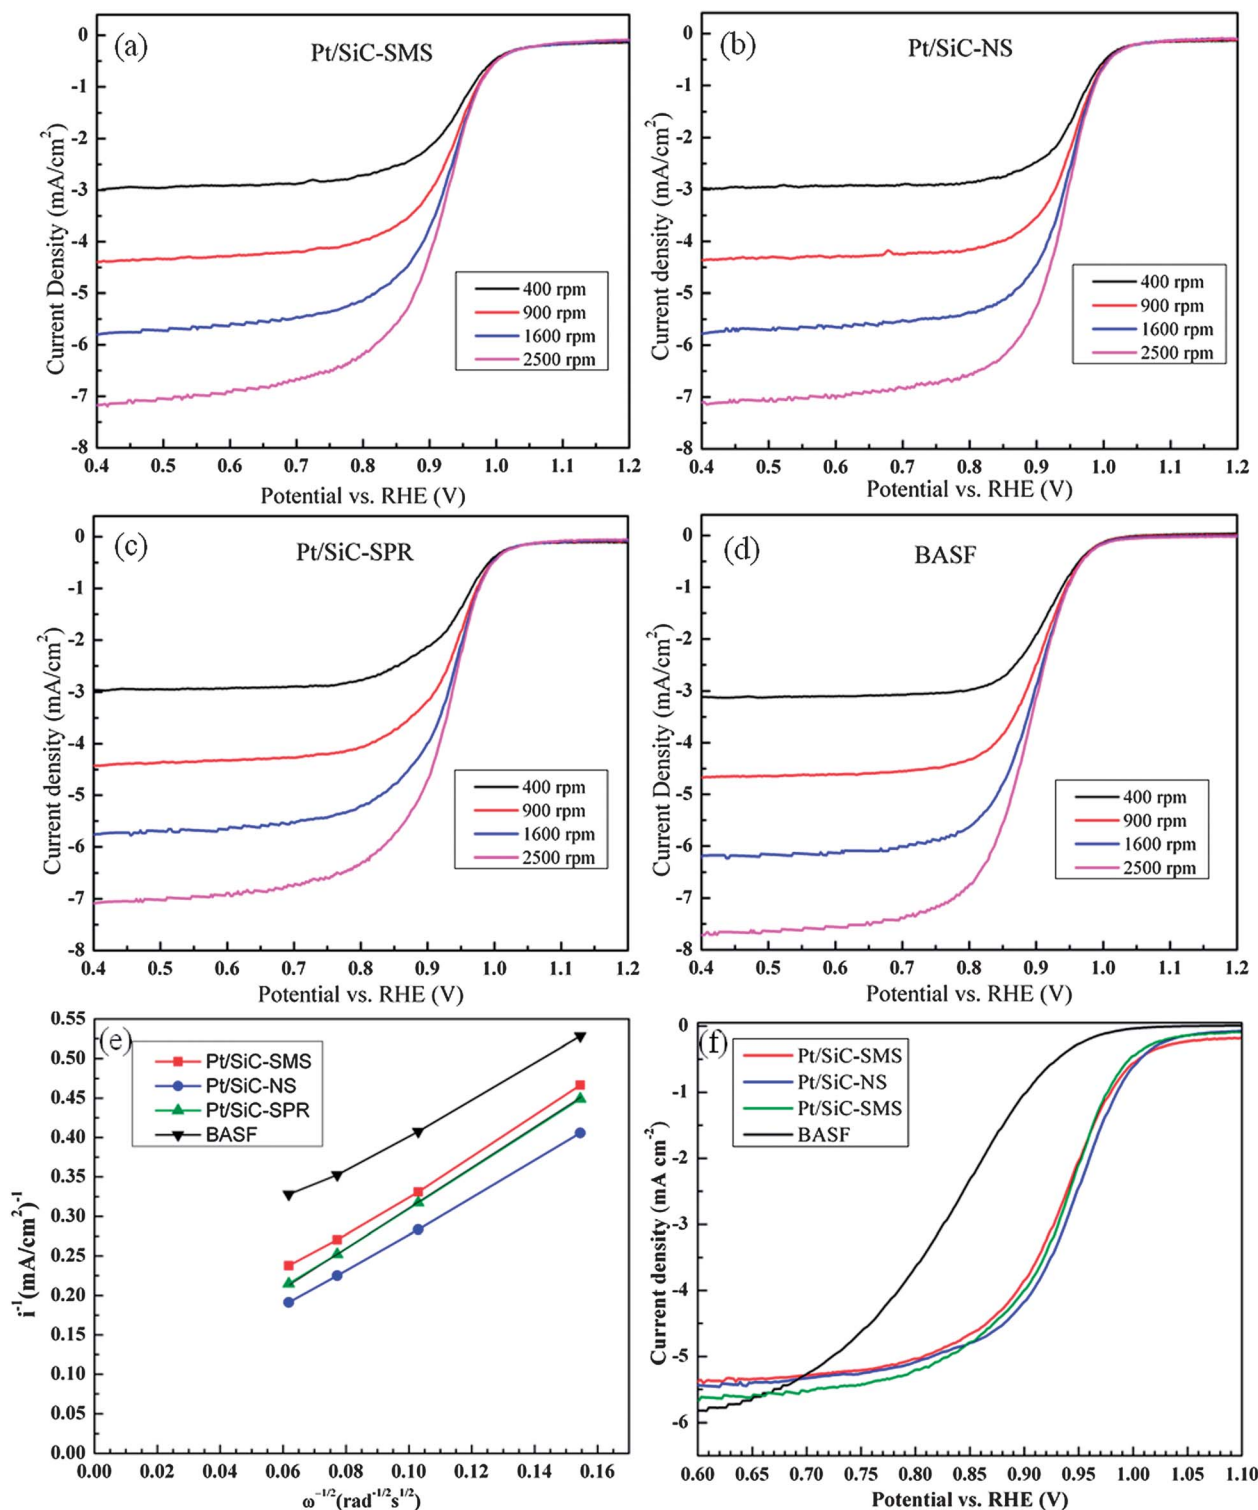 (a)
Pt/SiC-SMS
0
-1
-2
-3
-4
-5
-6
-7
-8
Current Density (mA/cm²)
400 rpm
900 rpm
1600 rpm
2500 rpm
0.4 0.5 0.6 0.7 0.8 0.9 1.0 1.1 1.2
Potential vs. RHE (V)
(b)
Pt/SiC-NS
0
-1
-2
-3
-4
-5
-6
-7
-8
Current density (mA/cm²)
400 rpm
900 rpm
1600 rpm
2500 rpm
0.4 0.5 0.6 0.7 0.8 0.9 1.0 1.1 1.2
Potential vs. RHE (V)
(c)
Pt/SiC-SPR
0
-1
-2
-3
-4
-5
-6
-7
-8
Current density (mA/cm²)
400 rpm
900 rpm
1600 rpm
2500 rpm
0.4 0.5 0.6 0.7 0.8 0.9 1.0 1.1 1.2
Potential vs. RHE (V)
(d)
BASF
0
-1
-2
-3
-4
-5
-6
-7
-8
Current Density (mA/cm²)
400 rpm
900 rpm
1600 rpm
2500 rpm
0.4 0.5 0.6 0.7 0.8 0.9 1.0 1.1 1.2
Potential vs. RHE (V)
(e)
0.55
0.50
0.45
0.40
0.35
0.30
0.25
0.20
0.15
0.10
0.05
0.00
i⁻¹(mA/cm²)⁻¹
Pt/SiC-SMS
Pt/SiC-NS
Pt/SiC-SPR
BASF
0.00 0.02 0.04 0.06 0.08 0.10 0.12 0.14 0.16
ω⁻¹/²(rad⁻¹/²s¹/²)
(f)
0
-1
-2
-3
-4
-5
-6
Current density (mA cm⁻²)
Pt/SiC-SMS
Pt/SiC-NS
Pt/SiC-SMS
BASF
0.60 0.65 0.70 0.75 0.80 0.85 0.90 0.95 1.00 1.05 1.10
Potential vs. RHE (V)